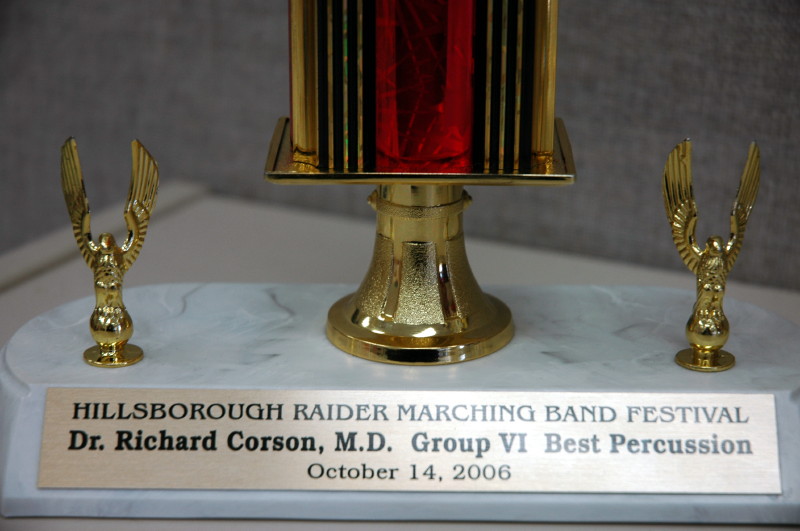 HILLSBOROUGH RAIDER MARCHING BAND FESTIVAL
Dr. Richard Corson, M.D. Group VI Best Percussion
October 14, 2006